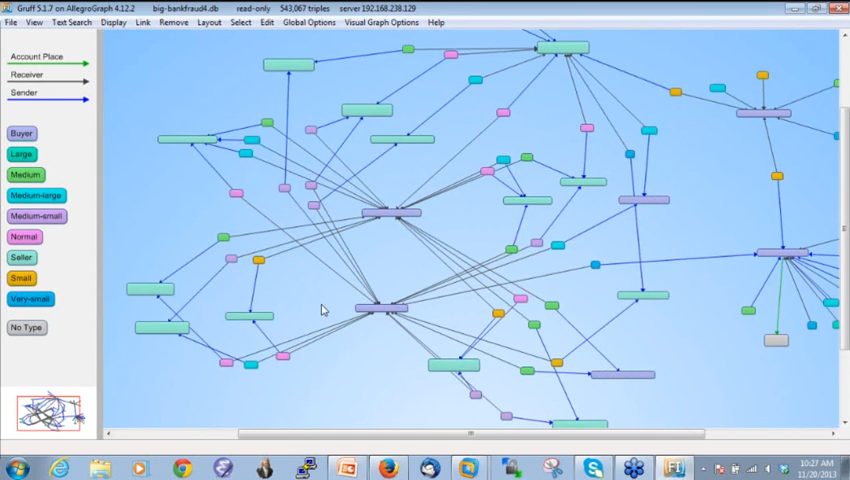 Gruff 5.1.7 on AllegroGraph 4.12.2 big-bankfraud4.db read-only 543,067 triples server 192.168.238.129
File View Text Search Display Link Remove Layout Select Edit Global Options Visual Graph Options Help
Account Place
Receiver
Sender
Buyer
Large
Medium
Medium-large
Medium-small
Normal
Seller
Small
Very-small
No Type
10:27 AM
11/20/2013